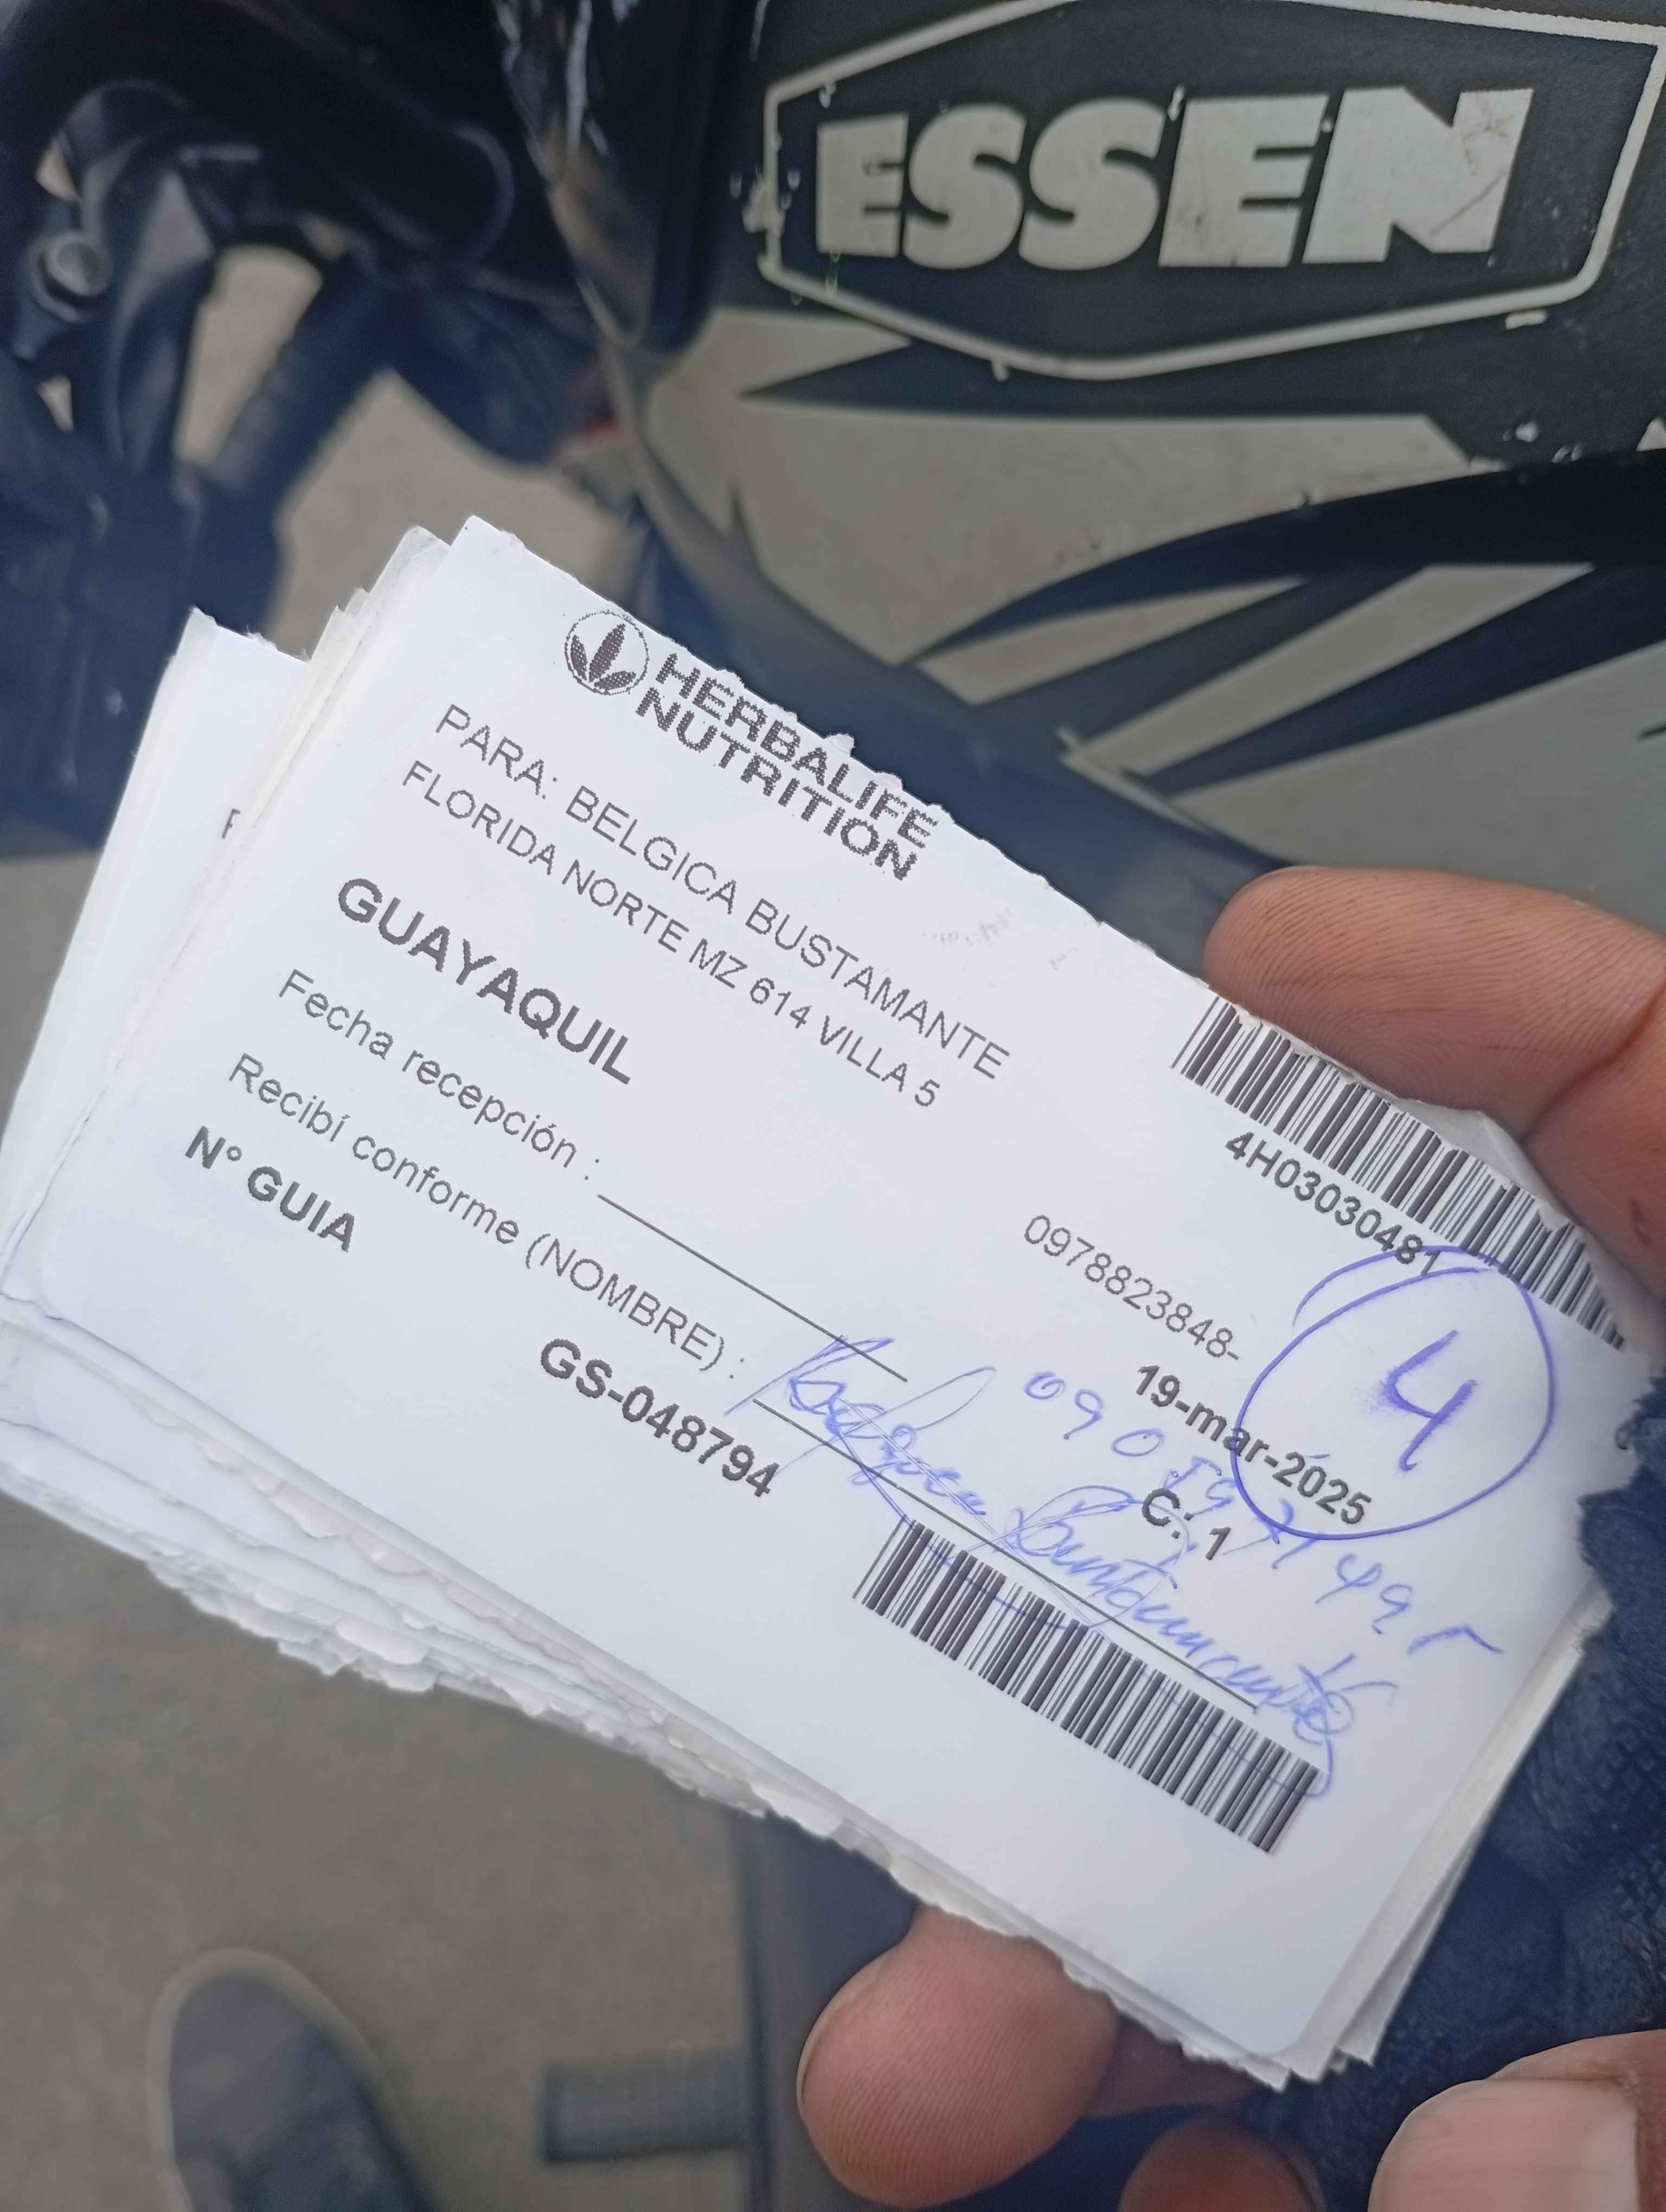 ESSEN
HERBALIFE
NUTRITION
PARA: BELGICA BUSTAMANTE
FLORIDA NORTE MZ 614 VILLA 5
4H03030481
GUAYAQUIL
0978823848-
4
Fecha recepción :
19-mar-2025
Recibí conforme (NOMBRE) :
Bustamante
C: 1
N° GUIA
GS-048794